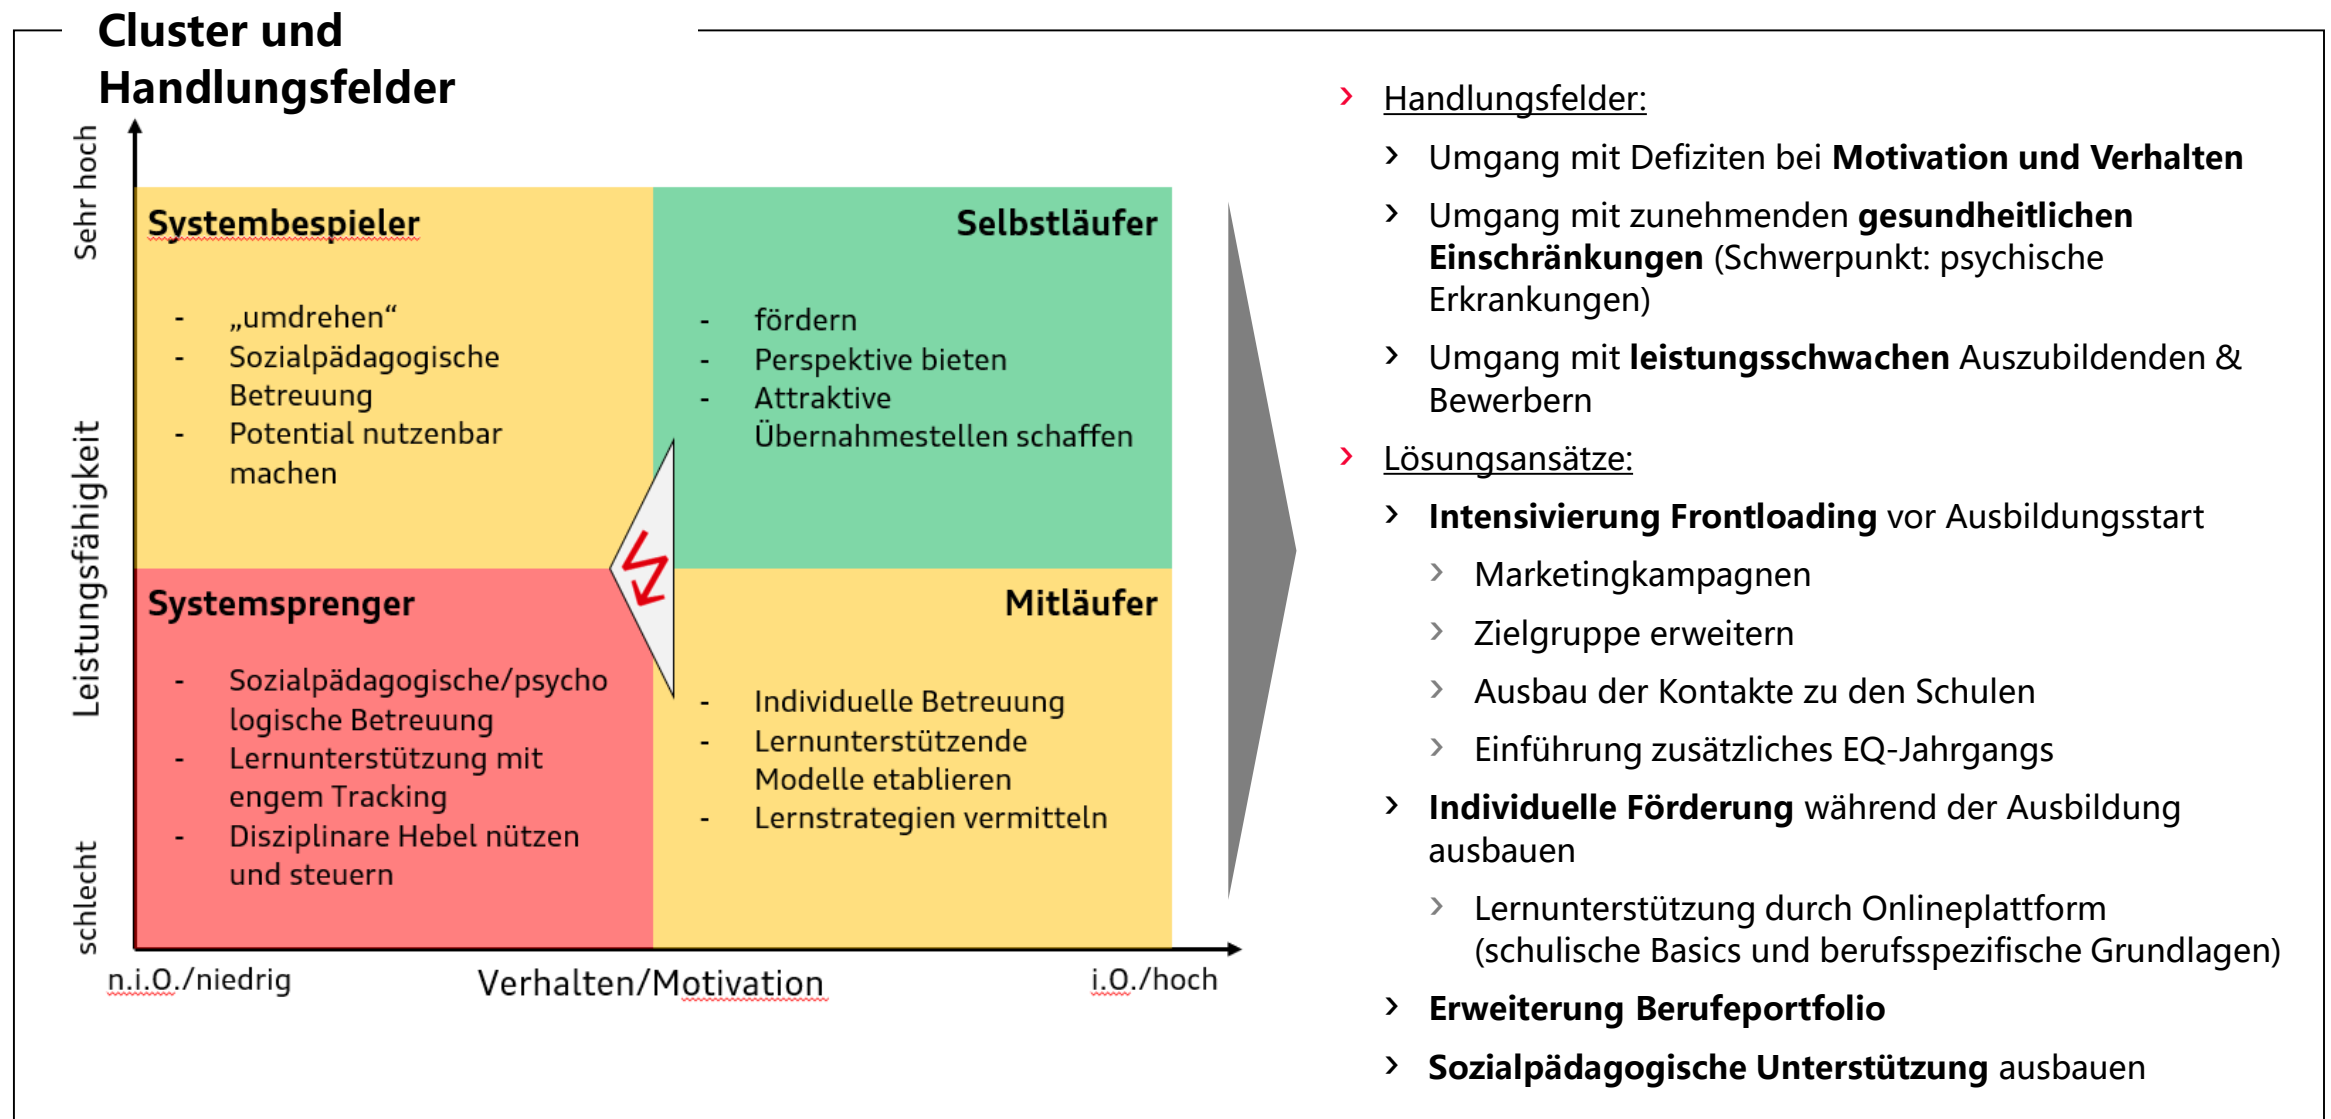 Cluster und
Handlungsfelder
Sehr hoch
Leistungsfähigkeit
schlecht
Systembespieler
- „umdrehen“
- Sozialpädagogische
Betreuung
- Potential nutzenbar
machen
Selbstläufer
- fördern
- Perspektive bieten
- Attraktive
Übernahmestellen schaffen
Systemsprenger
- Sozialpädagogische/psycho
logische Betreuung
- Lernunterstützung mit
engem Tracking
- Disziplinare Hebel nützen
und steuern
Mitläufer
- Individuelle Betreuung
- Lernunterstützende
Modelle etablieren
- Lernstrategien vermitteln
n.i.O./niedrig
Verhalten/Motivation
i.O./hoch
› Handlungsfelder:
› Umgang mit Defiziten bei Motivation und Verhalten
› Umgang mit zunehmenden gesundheitlichen
Einschränkungen (Schwerpunkt: psychische
Erkrankungen)
› Umgang mit leistungsschwachen Auszubildenden &
Bewerbern
› Lösungsansätze:
› Intensivierung Frontloading vor Ausbildungsstart
› Marketingkampagnen
› Zielgruppe erweitern
› Ausbau der Kontakte zu den Schulen
› Einführung zusätzliches EQ-Jahrgangs
› Individuelle Förderung während der Ausbildung
ausbauen
› Lernunterstützung durch Onlineplattform
(schulische Basics und berufsspezifische Grundlagen)
› Erweiterung Berufeportfolio
› Sozialpädagogische Unterstützung ausbauen